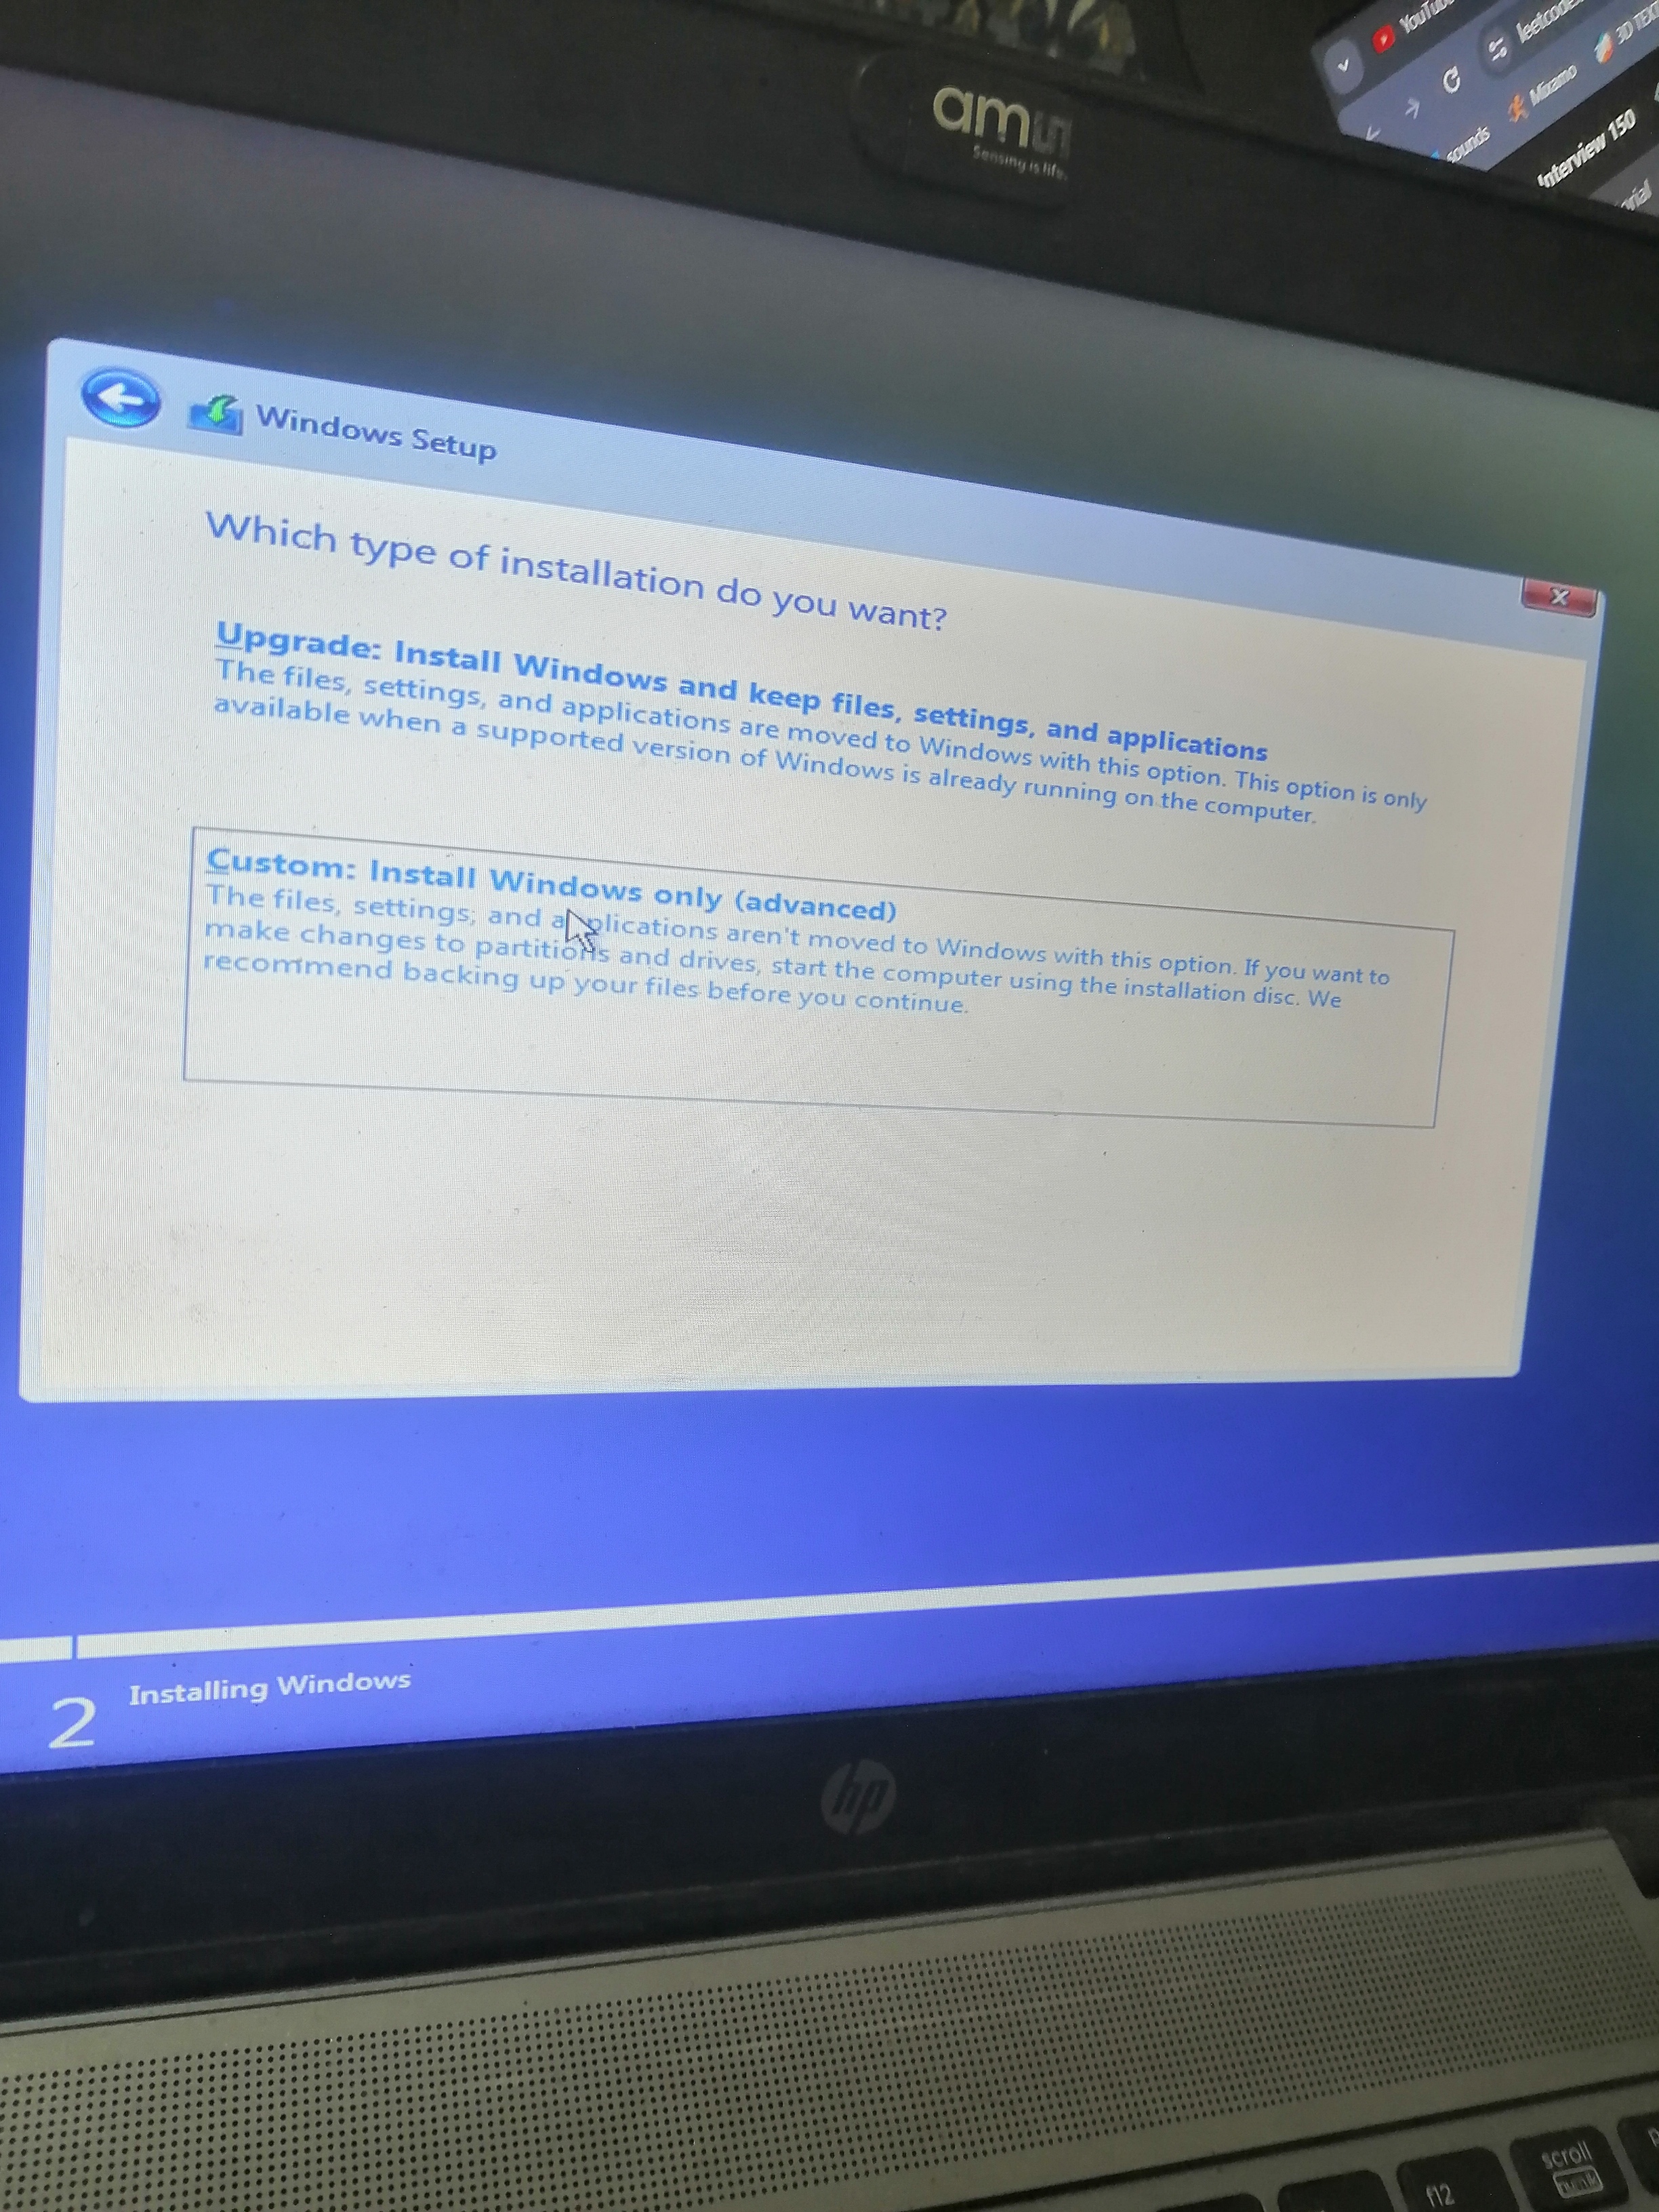 YouTube
leetcode
Mixamo
3D TEX
sounds
Interview 150
orial
am
Sensing is life.
Windows Setup
Which type of installation do you want?
Upgrade: Install Windows and keep files, settings, and applications
The files, settings, and applications are moved to Windows with this option. This option is only
available when a supported version of Windows is already running on the computer.
Custom: Install Windows only (advanced)
The files, settings, and applications aren't moved to Windows with this option. If you want to
make changes to partitions and drives, start the computer using the installation disc. We
recommend backing up your files before you continue.
2 Installing Windows
hp
f12
scroll